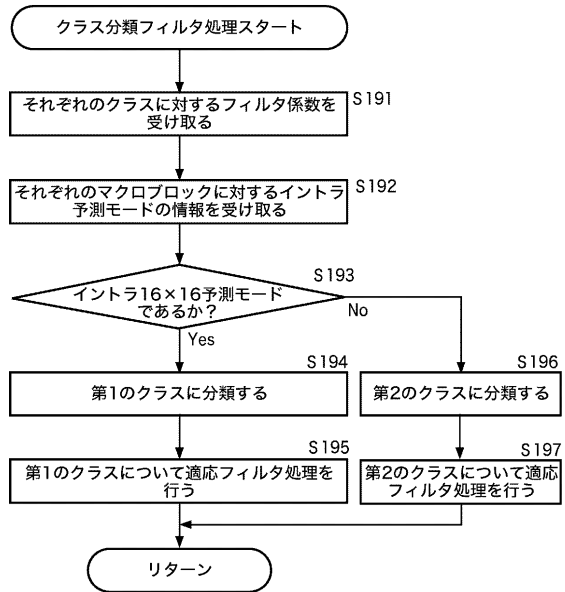 クラス分類フィルタ処理スタート
それぞれのクラスに対するフィルタ係数を
受け取る
S191
それぞれのマクロブロックに対するイントラ
予測モードの情報を受け取る
S192
S193
イントラ16×16予測モード
であるか？
No
Yes
S194
第1のクラスに分類する
S196
第2のクラスに分類する
S195
第1のクラスについて適応フィルタ処理を
行う
S197
第2のクラスについて適応
フィルタ処理を行う
リターン